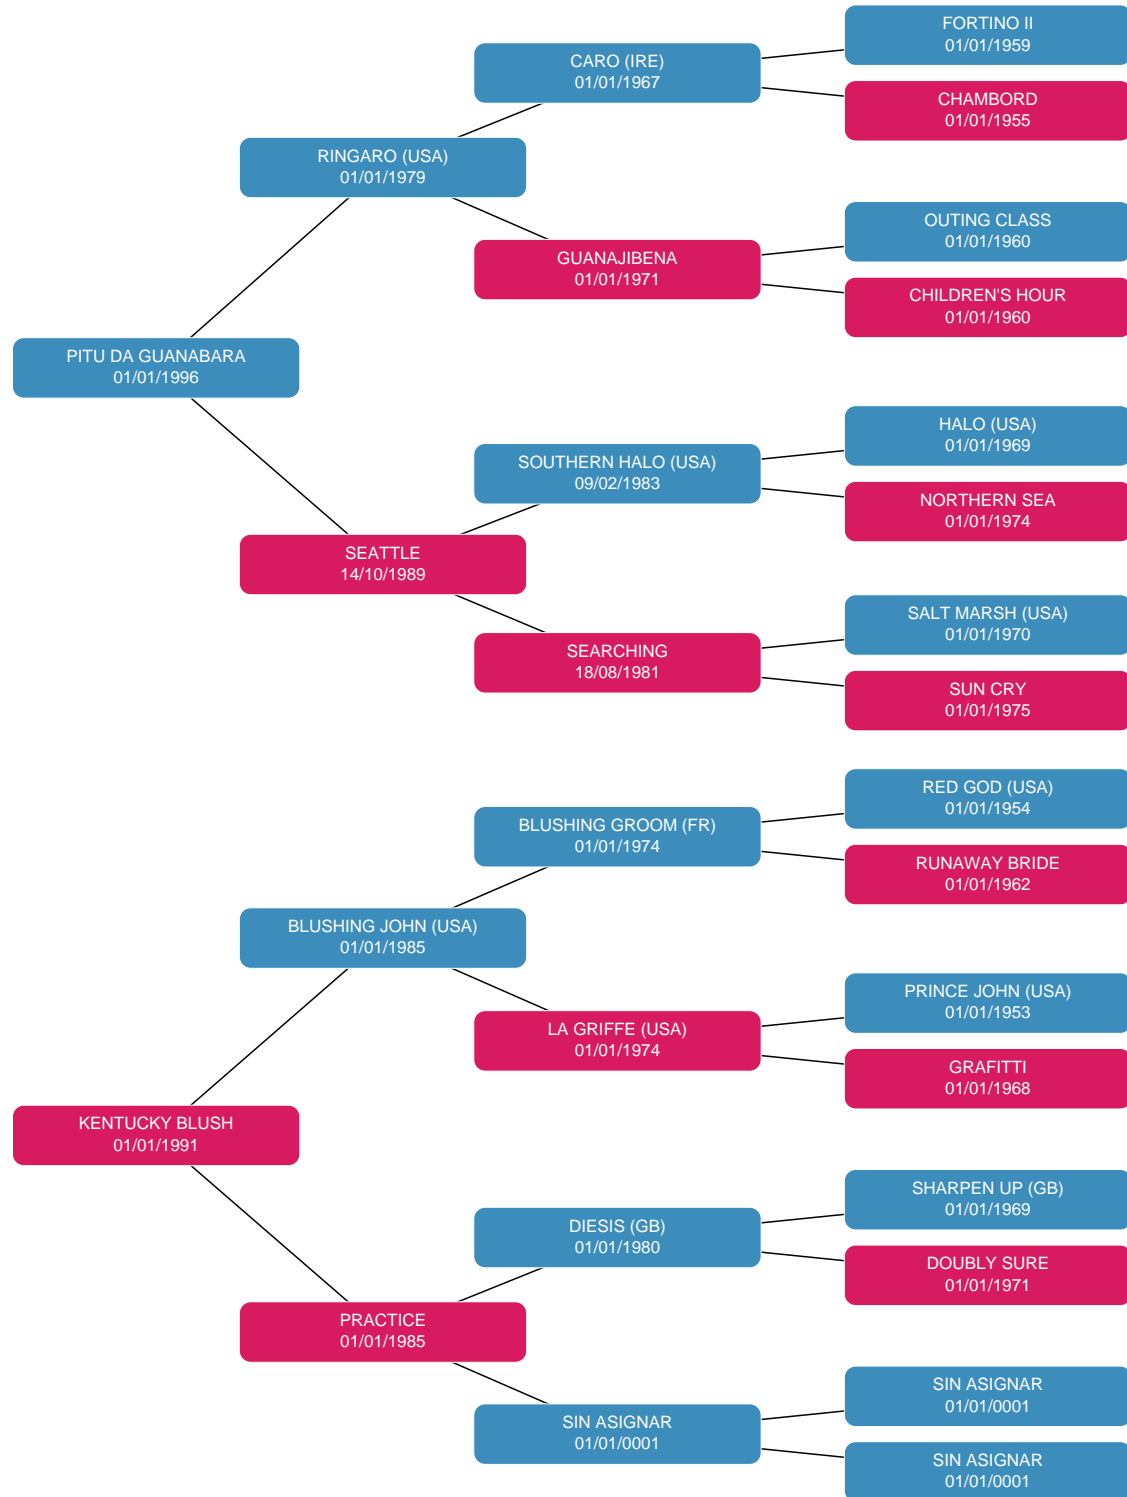 FORTINO II
01/01/1959
CARO (IRE)
01/01/1967
CHAMBORD
01/01/1955
RINGARO (USA)
01/01/1979
OUTING CLASS
01/01/1960
GUANAJIBENA
01/01/1971
CHILDREN'S HOUR
01/01/1960
PITU DA GUANABARA
01/01/1996
HALO (USA)
01/01/1969
SOUTHERN HALO (USA)
09/02/1983
NORTHERN SEA
01/01/1974
SEATTLE
14/10/1989
SALT MARSH (USA)
01/01/1970
SEARCHING
18/08/1981
SUN CRY
01/01/1975
RED GOD (USA)
01/01/1954
BLUSHING GROOM (FR)
01/01/1974
RUNAWAY BRIDE
01/01/1962
BLUSHING JOHN (USA)
01/01/1985
PRINCE JOHN (USA)
01/01/1953
LA GRIFFE (USA)
01/01/1974
GRAFITTI
01/01/1968
KENTUCKY BLUSH
01/01/1991
SHARPEN UP (GB)
01/01/1969
DIESIS (GB)
01/01/1980
DOUBLY SURE
01/01/1971
PRACTICE
01/01/1985
SIN ASIGNAR
01/01/0001
SIN ASIGNAR
01/01/0001
SIN ASIGNAR
01/01/0001